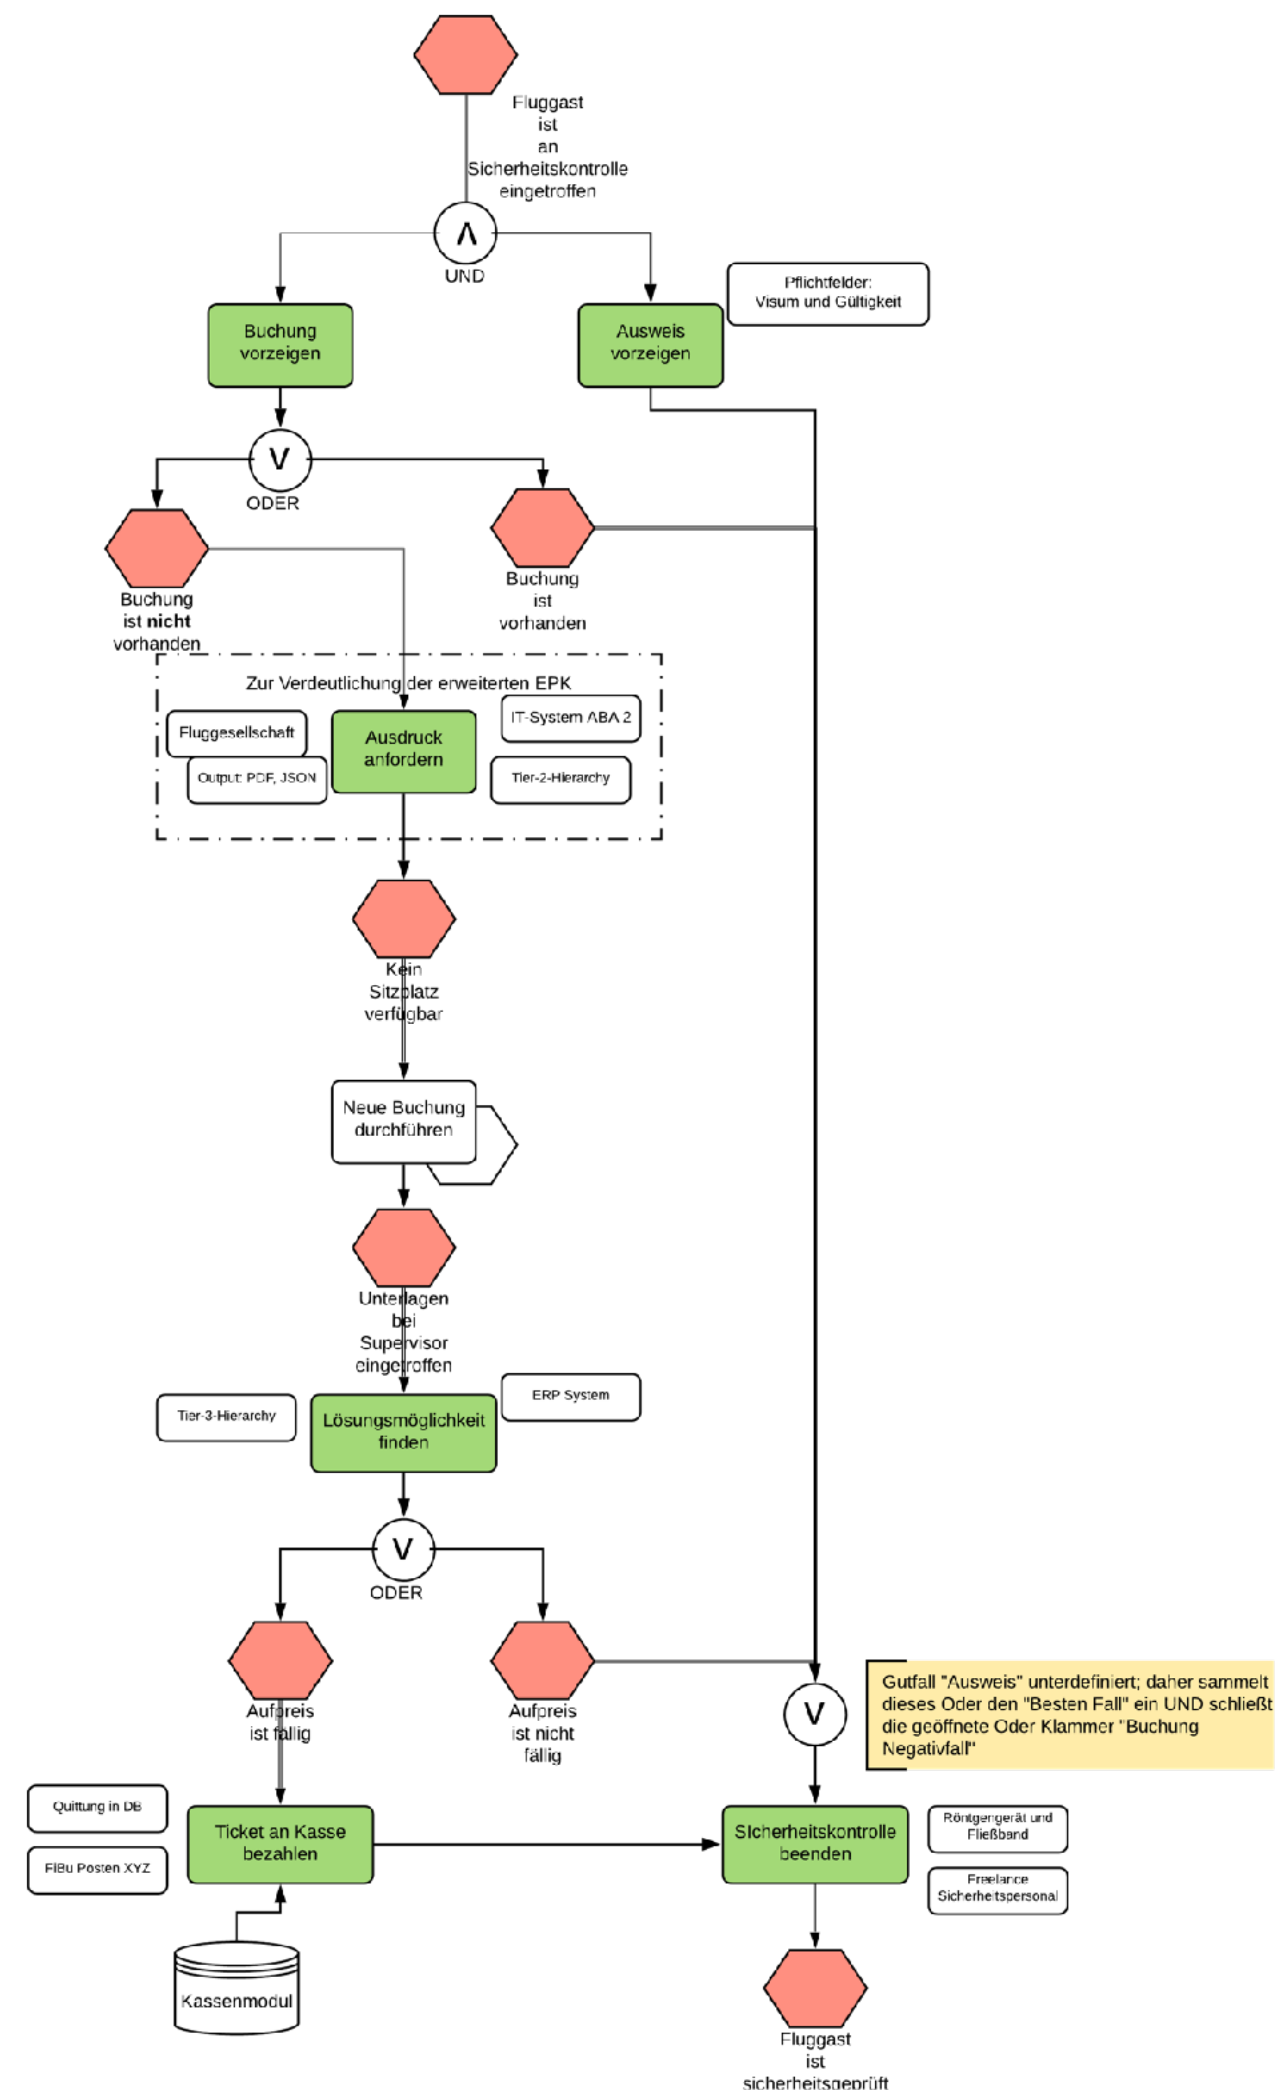 Fluggast
ist
an
Sicherheitskontrolle
eingetroffen
Λ
UND
Pflichtfelder:
Visum und Gültigkeit
Buchung
vorzeigen
Ausweis
vorzeigen
V
ODER
Buchung
ist
vorhanden
Buchung
ist nicht
vorhanden
Zur Verdeutlichung der erweiterten EPK
Fluggesellschaft
Output: PDF, JSON
Ausdruck
anfordern
IT-System ABA 2
Tier-2-Hierarchy
Kein
Sitzplatz
verfügbar
Neue Buchung
durchführen
Unterlagen
bei
Supervisor
eingetroffen
Tier-3-Hierarchy
Lösungsmöglichkeit
finden
ERP System
V
ODER
Aufpreis
ist fällig
Aufpreis
ist nicht
fällig
V
Gutfall "Ausweis" unterdefiniert; daher sammelt
dieses Oder den "Besten Fall" ein UND schließt
die geöffnete Oder Klammer "Buchung
Negativfall"
Quittung in DB
FiBu Posten XYZ
Ticket an Kasse
bezahlen
SIcherheitskontrolle
beenden
Röntgengerät und
Fließband
Freelance
Sicherheitspersonal
Kassenmodul
Fluggast
ist
sicherheitsgeprüft